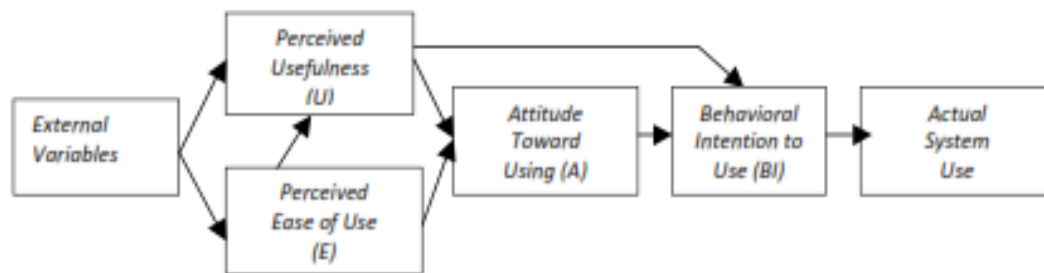 External
Variables
Perceived
Usefulness
(U)
Perceived
Ease of Use
(E)
Attitude
Toward
Using (A)
Behavioral
Intention to
Use (BI)
Actual
System
Use